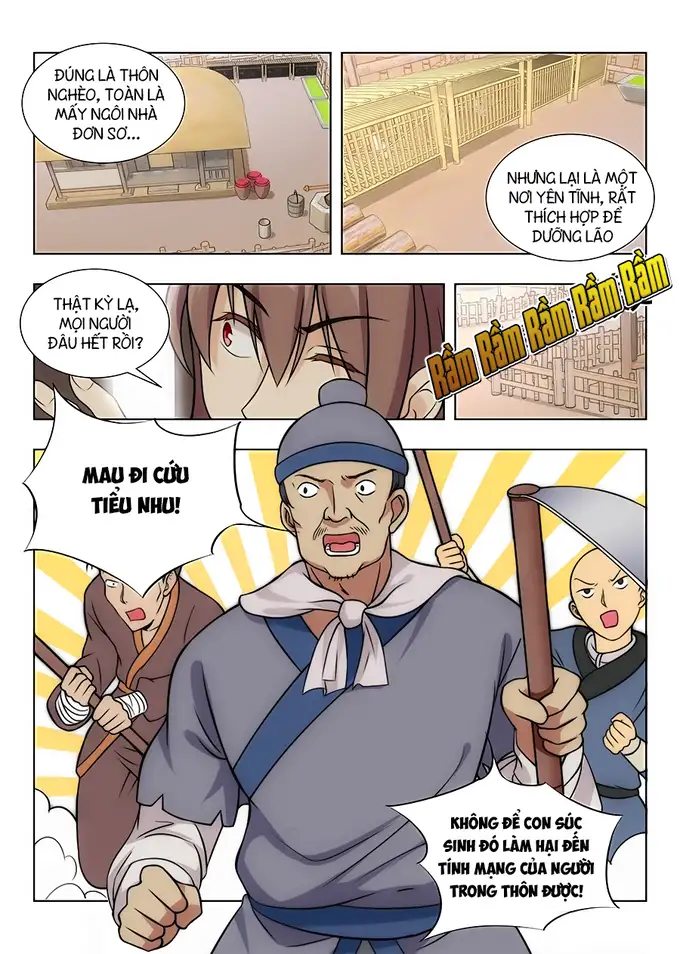 ĐÚNG LÀ THÔN
NGHÈO, TOÀN LÀ
MẤY NGÔI NHÀ
ĐƠN SƠ...
NHƯNG LẠI LÀ MỘT
NƠI YÊN TĨNH, RẤT
THÍCH HỢP ĐỂ
DƯỠNG LÃO
THẬT KỲ LẠ,
MỌI NGƯỜI
ĐÂU HẾT RỒI?
RẦM RẦM RẦM RẦM RẦM
MAU ĐI CỨU
TIỂU NHU!
KHÔNG ĐỂ CON SÚC
SINH ĐÓ LÀM HẠI ĐẾN
TÍNH MẠNG CỦA NGƯỜI
TRONG THÔN ĐƯỢC!